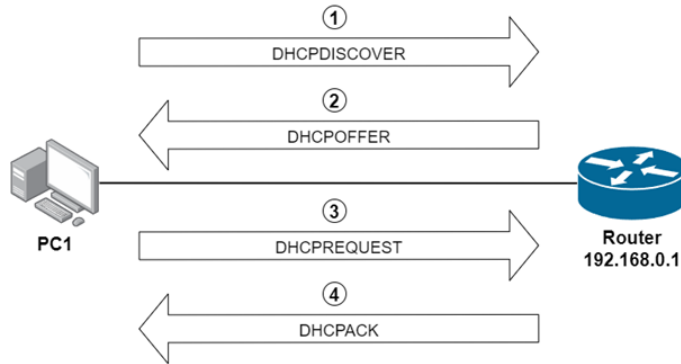 1
DHCPDISCOVER
2
DHCPOFFER
PC1
3
DHCPREQUEST
Router
192.168.0.1
4
DHCPACK